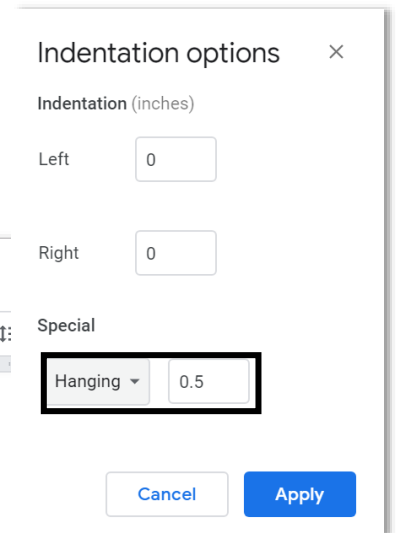 Indentation options
Indentation (inches)
Left 0
Right 0
Special
Hanging 0.5
Cancel Apply